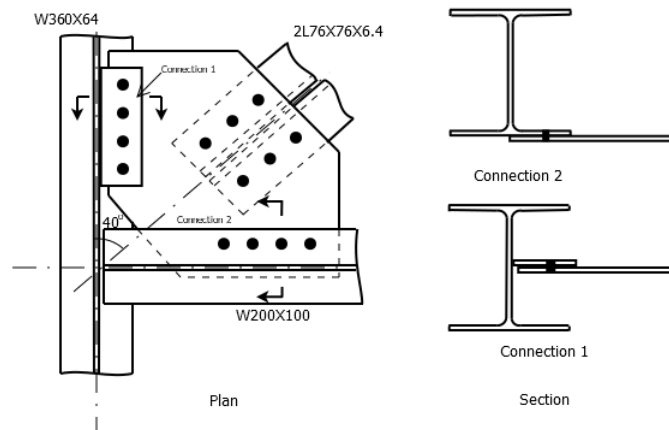 W360X64
2L76X76X6.4
Connection 1
Connection 2
40°
Connection 2
W200X100
Connection 1
Plan
Section